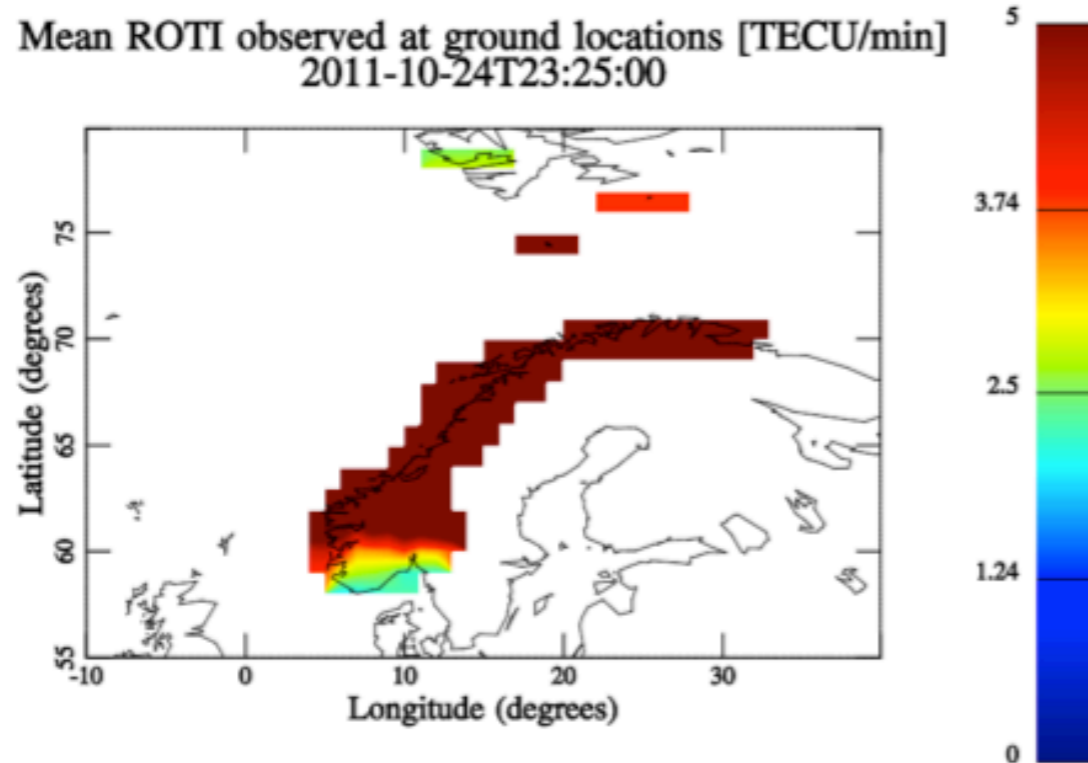 Mean ROTI observed at ground locations [TECU/min]
2011-10-24T23:25:00
5
3.74
2.5
1.24
0
Latitude (degrees)
75
70
65
60
55
-10 0 10 20 30
Longitude (degrees)